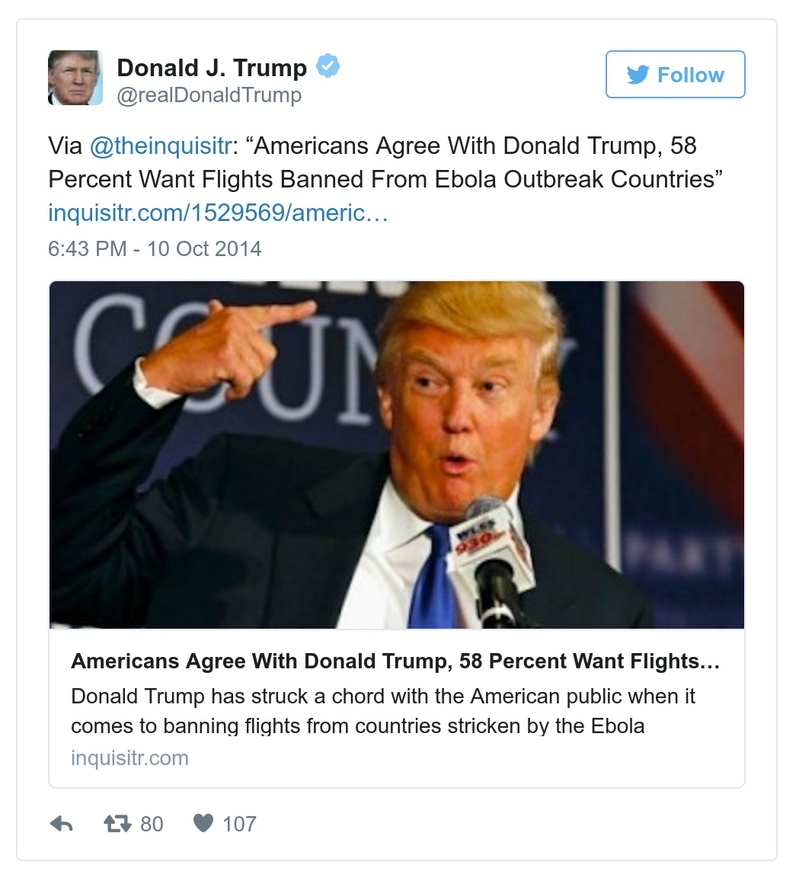 Donald J. Trump
@realDonaldTrump
Follow
Via @theinquisitr: “Americans Agree With Donald Trump, 58
Percent Want Flights Banned From Ebola Outbreak Countries”
inquisitr.com/1529569/americ…
6:43 PM - 10 Oct 2014
COUN Y
WLSS
930
PARTY
Americans Agree With Donald Trump, 58 Percent Want Flights…
Donald Trump has struck a chord with the American public when it
comes to banning flights from countries stricken by the Ebola
inquisitr.com
80
107